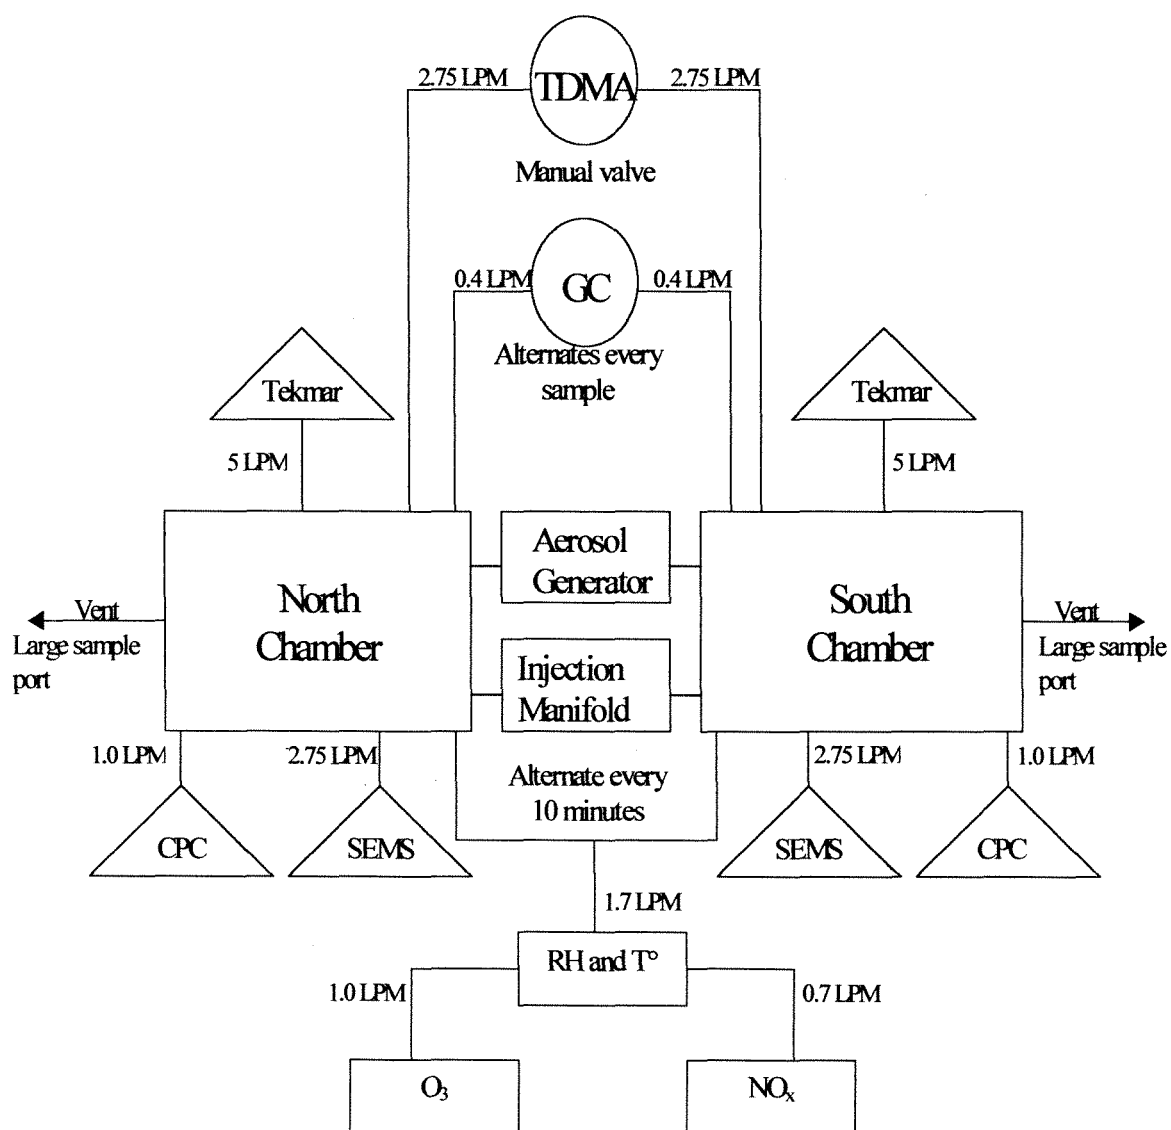 2.75 LPM
TDMA
2.75 LPM
Manual valve
0.4 LPM
GC
0.4 LPM
Alternates every
sample
Tekmar
Tekmar
5 LPM
5 LPM
Aerosol
Generator
North
Chamber
South
Chamber
Vent
Large sample
port
Vent
Large sample
port
Injection
Manifold
1.0 LPM
2.75 LPM
Alternate every
10 minutes
2.75 LPM
1.0 LPM
CPC
SEMS
SEMS
CPC
1.7 LPM
RH and T°
1.0 LPM
0.7 LPM
O₃
NOₓ